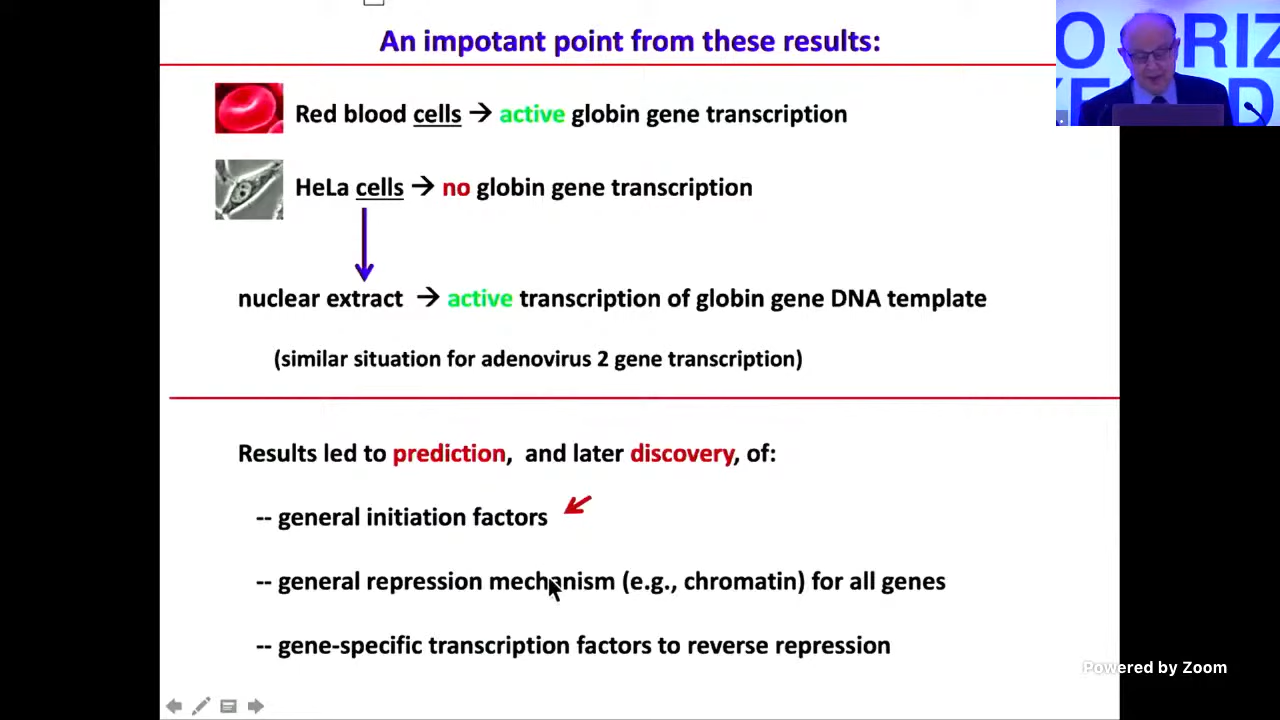 An impotant point from these results:
Red blood cells → active globin gene transcription
HeLa cells → no globin gene transcription
nuclear extract → active transcription of globin gene DNA template
(similar situation for adenovirus 2 gene transcription)
Results led to prediction, and later discovery, of:
-- general initiation factors
-- general repression mechanism (e.g., chromatin) for all genes
-- gene-specific transcription factors to reverse repression
O RIZ
Powered by Zoom